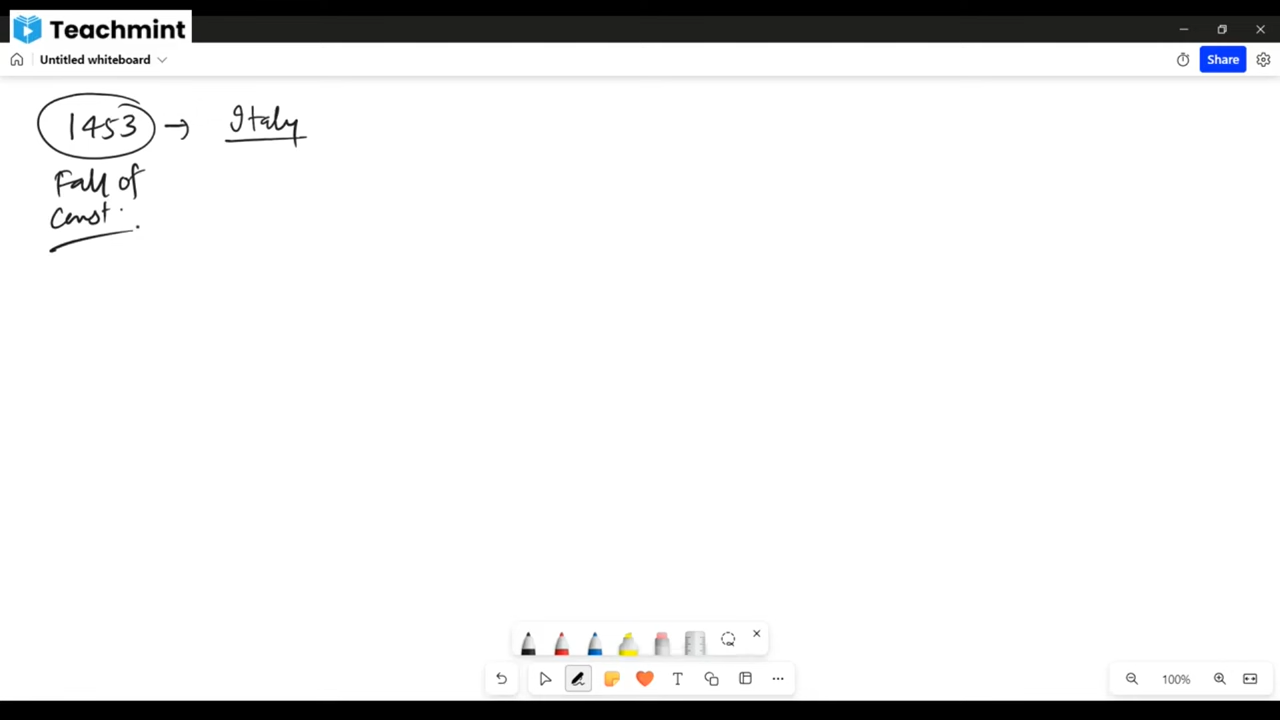 Teachmint
Untitled whiteboard
Share
1453 → Italy
Fall of
Const.
100%